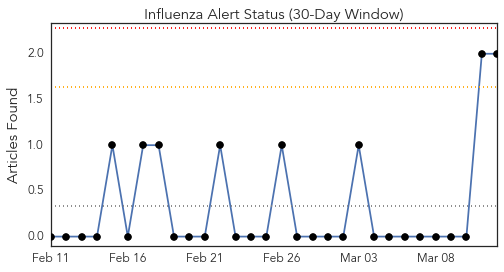 Influenza Alert Status (30-Day Window)
Articles Found
2.0
1.5
1.0
0.5
0.0
Feb 11 Feb 16 Feb 21 Feb 26 Mar 03 Mar 08